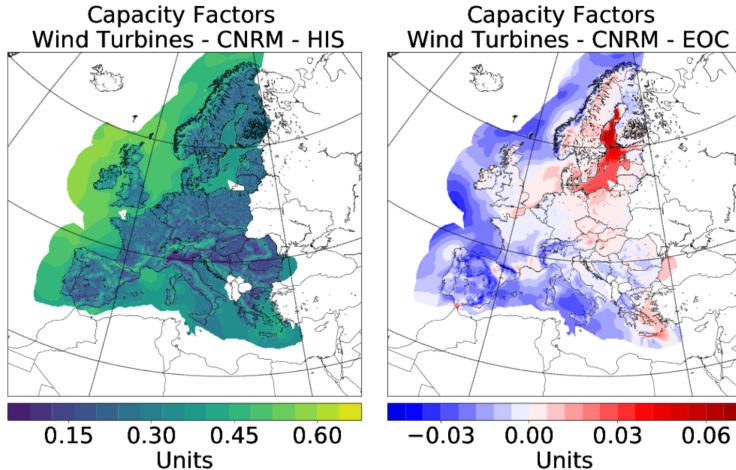 Capacity Factors
Wind Turbines - CNRM - HIS
0.15 0.30 0.45 0.60
Units
Capacity Factors
Wind Turbines - CNRM - EOC
−0.03 0.00 0.03 0.06
Units